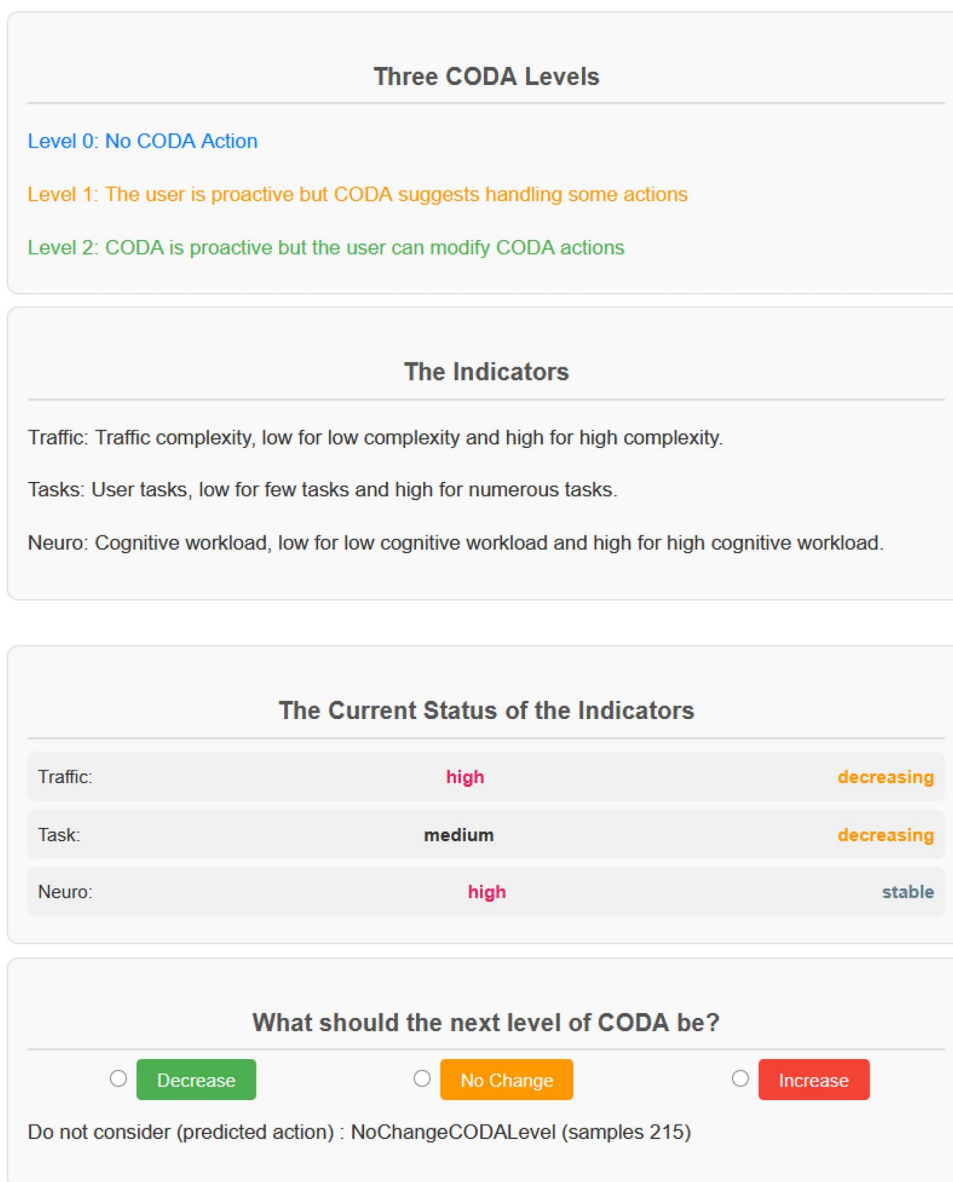 Three CODA Levels
Level 0: No CODA Action
Level 1: The user is proactive but CODA suggests handling some actions
Level 2: CODA is proactive but the user can modify CODA actions
The Indicators
Traffic: Traffic complexity, low for low complexity and high for high complexity.
Tasks: User tasks, low for few tasks and high for numerous tasks.
Neuro: Cognitive workload, low for low cognitive workload and high for high cognitive workload.
The Current Status of the Indicators
Traffic: high decreasing
Task: medium decreasing
Neuro: high stable
What should the next level of CODA be?
Decrease No Change Increase
Do not consider (predicted action) : NoChangeCODALevel (samples 215)